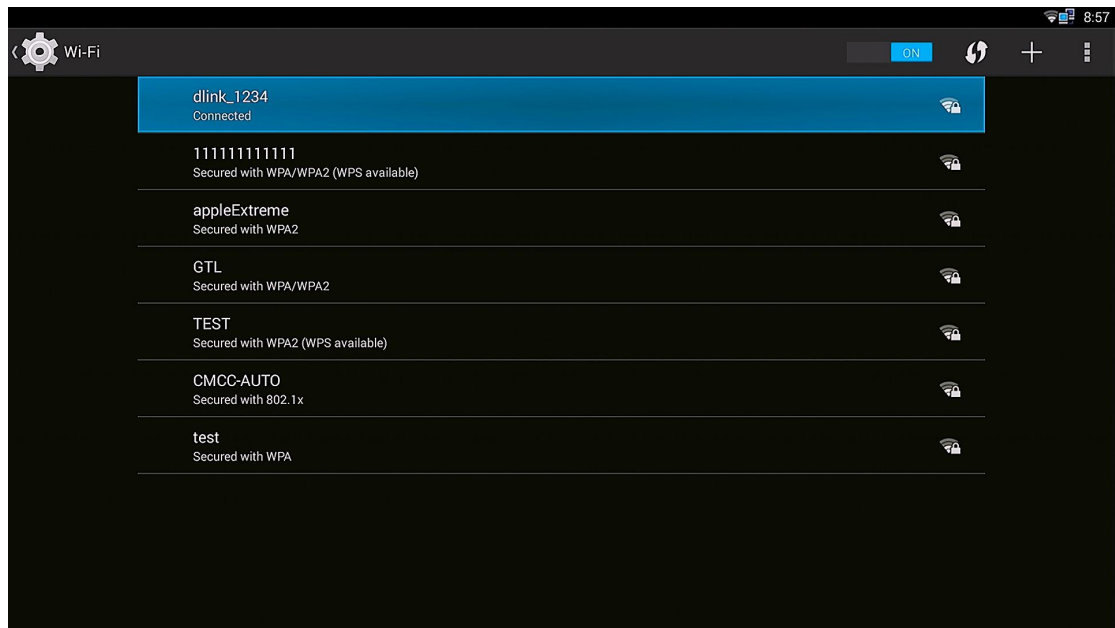 8:57
Wi-Fi
ON
dlink_1234
Connected
111111111111
Secured with WPA/WPA2 (WPS available)
appleExtreme
Secured with WPA2
GTL
Secured with WPA/WPA2
TEST
Secured with WPA2 (WPS available)
CMCC-AUTO
Secured with 802.1x
test
Secured with WPA